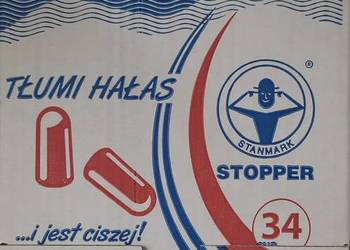 TŁUMI HAŁAS
®
STANMARK
STOPPER
34
...i jest ciszej!